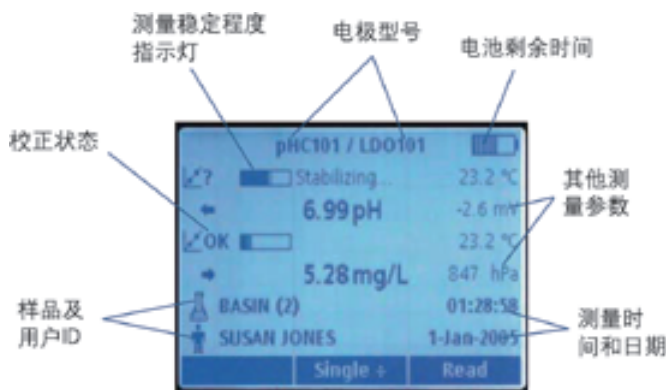 测量稳定程度
指示灯
电极型号
电池剩余时间
校正状态
pHC101 / LDO101
? Stabilizing... 23.2 ℃
6.99 pH -2.6 mV
OK 23.2 ℃
5.28 mg/L 847 hPa
BASIN (2) 01:28:58
SUSAN JONES 1-Jan-2005
Single ÷ Read
其他测
量参数
样品及
用户ID
测量时
间和日期